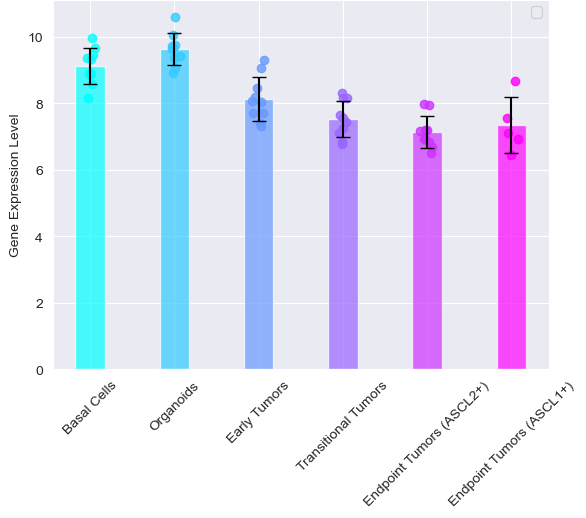 Gene Expression Level
10
8
6
4
2
0
Basal Cells
Organoids
Early Tumors
Transitional Tumors
Endpoint Tumors (ASCL2+)
Endpoint Tumors (ASCL1+)